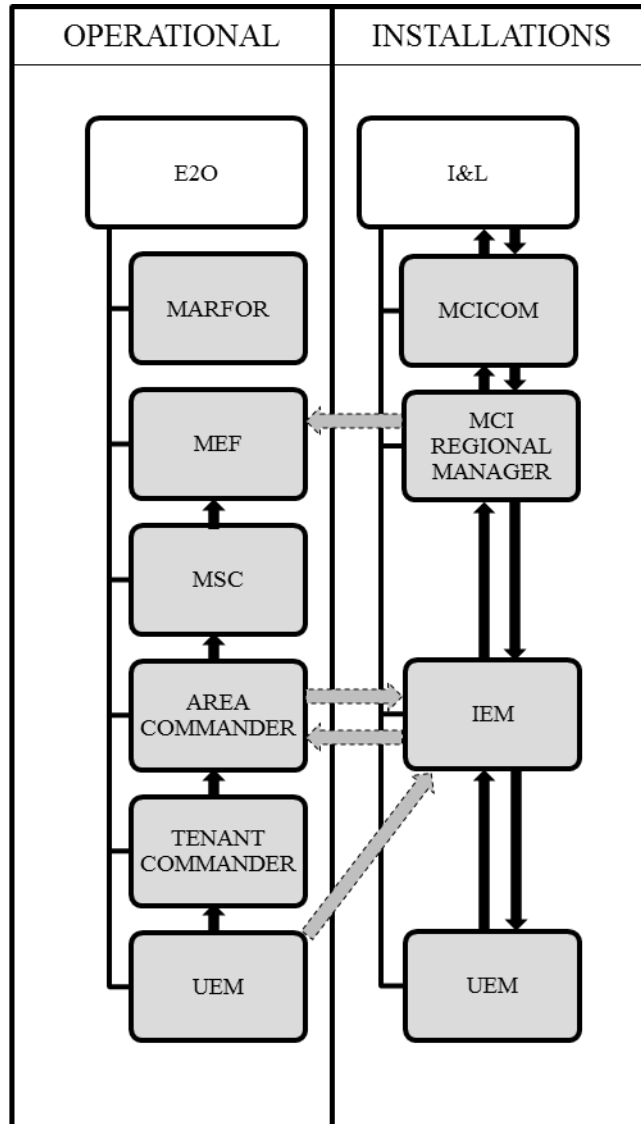 OPERATIONAL
INSTALLATIONS
E2O
I&L
MARFOR
MCICOM
MEF
MCI
REGIONAL
MANAGER
MSC
AREA
COMMANDER
IEM
TENANT
COMMANDER
UEM
UEM